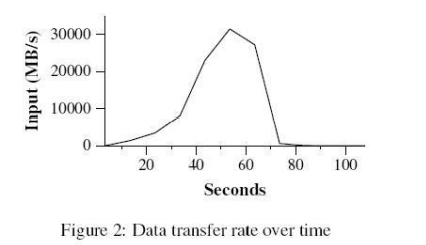 Input (MB/s)
30000
20000
10000
0
20 40 60 80 100
Seconds
Figure 2: Data transfer rate over time